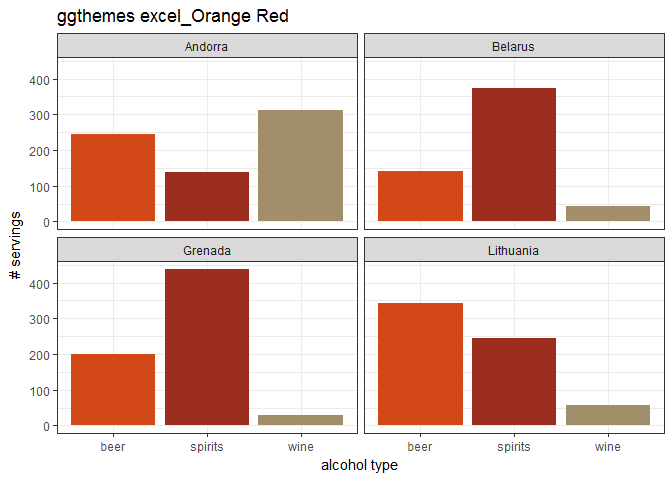 ggthemes excel_Orange Red
Andorra
Belarus
400
300
200
100
0
Grenada
Lithuania
400
300
200
100
0
# servings
beer spirits wine beer spirits wine
alcohol type